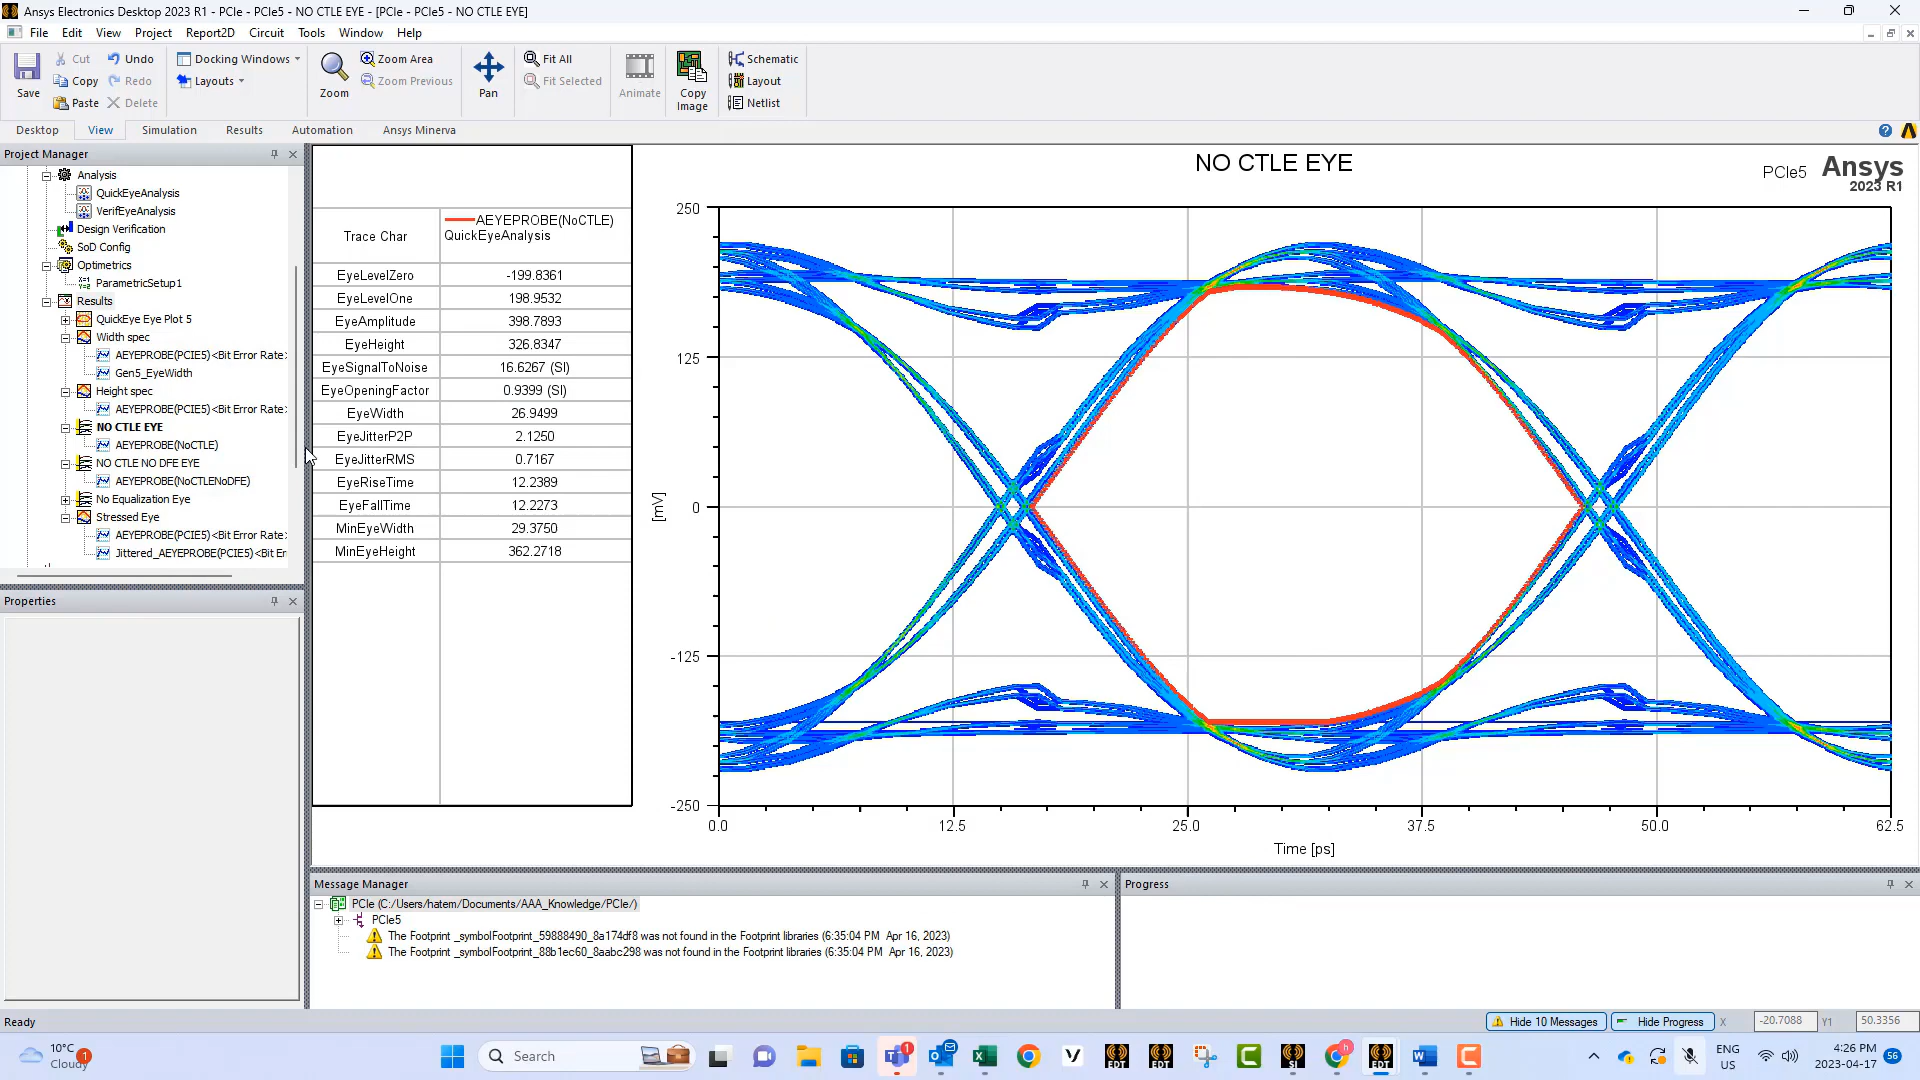 Ansys Electronics Desktop 2023 R1 - PCIe - PCIe5 - NO CTLE EYE - [PCIe - PCIe5 - NO CTLE EYE]
File Edit View Project Report2D Circuit Tools Window Help
Save
Cut
Copy
Paste
Undo
Redo
Delete
Docking Windows
Layouts
Zoom
Zoom Area
Zoom Previous
Pan
Fit All
Fit Selected
Animate
Copy Image
Schematic
Layout
Netlist
Desktop View Simulation Results Automation Ansys Minerva
Project Manager
Analysis
QuickEyeAnalysis
VerifEyeAnalysis
Design Verification
SoD Config
Optimetrics
ParametricSetup1
Results
QuickEye Eye Plot 5
Width spec
AEYEPROBE(PCIE5)<Bit Error Rate>
Gen5_EyeWidth
Height spec
AEYEPROBE(PCIE5)<Bit Error Rate>
NO CTLE EYE
AEYEPROBE(NoCTLE)
NO CTLE NO DFE EYE
AEYEPROBE(NoCTLENoDFE)
No Equalization Eye
Stressed Eye
AEYEPROBE(PCIE5)<Bit Error Rate>
Jittered_AEYEPROBE(PCIE5)<Bit Er
Properties
Trace Char AEYEPROBE(NoCTLE)
QuickEyeAnalysis
EyeLevelZero -199.8361
EyeLevelOne 198.9532
EyeAmplitude 398.7893
EyeHeight 326.8347
EyeSignalToNoise 16.6267 (SI)
EyeOpeningFactor 0.9399 (SI)
EyeWidth 26.9499
EyeJitterP2P 2.1250
EyeJitterRMS 0.7167
EyeRiseTime 12.2389
EyeFallTime 12.2273
MinEyeWidth 29.3750
MinEyeHeight 362.2718
NO CTLE EYE
PCIe5
Ansys
2023 R1
250
125
0
-125
-250
[mV]
0.0 12.5 25.0 37.5 50.0 62.5
Time [ps]
Message Manager
PCIe (C:/Users/hatem/Documents/AAA_Knowledge/PCIe/)
PCIe5
The Footprint _symbolFootprint_59888490_8a174df8 was not found in the Footprint libraries (6:35:04 PM Apr 16, 2023)
The Footprint _symbolFootprint_88b1ec60_8aabc298 was not found in the Footprint libraries (6:35:04 PM Apr 16, 2023)
Progress
Ready
Hide 10 Messages
Hide Progress
X -20.7088 Y1 50.3356
10°C
Cloudy
1
Search
1
V
EDT
EDT
C
SI
h
EDT
W
C
ENG
US
4:26 PM
2023-04-17
56